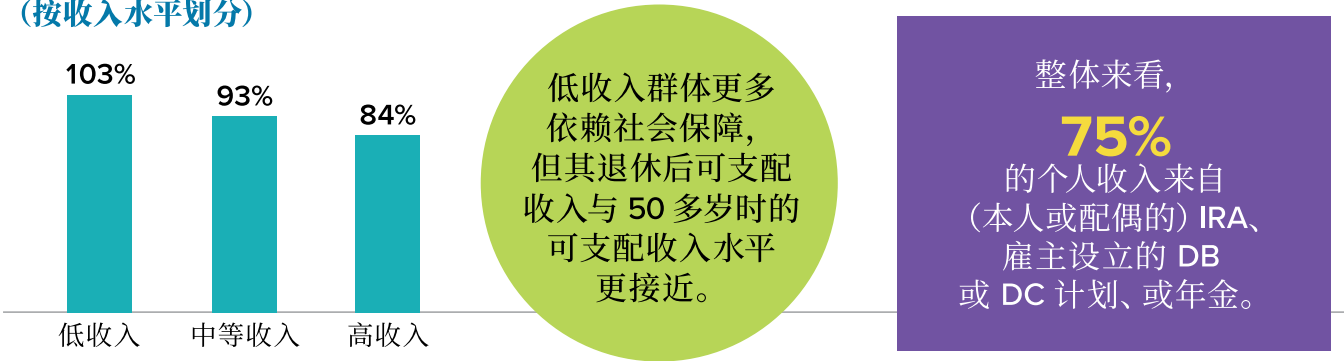 （按收入水平划分）
103%
93%
84%
低收入
中等收入
高收入
低收入群体更多
依赖社会保障，
但其退休后可支配
收入与 50 多岁时的
可支配收入水平
更接近。
整体来看，
75%
的个人收入来自
（本人或配偶的）IRA、
雇主设立的 DB
或 DC 计划、或年金。